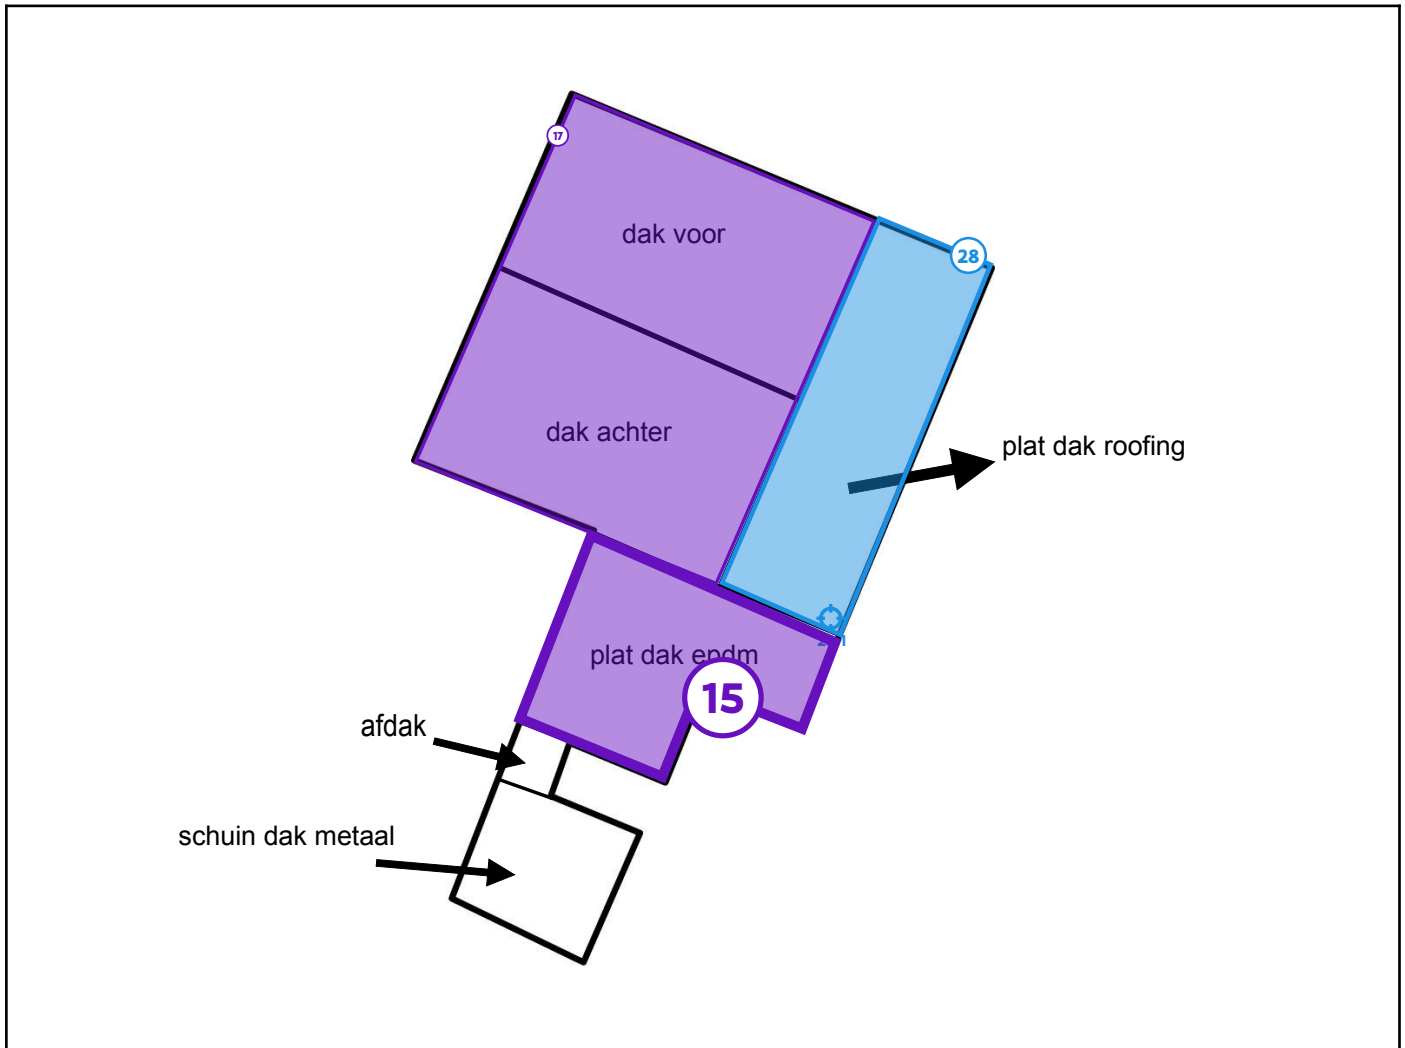 17
dak voor
28
dak achter
plat dak roofing
plat dak epdm
15
afdak
schuin dak metaal